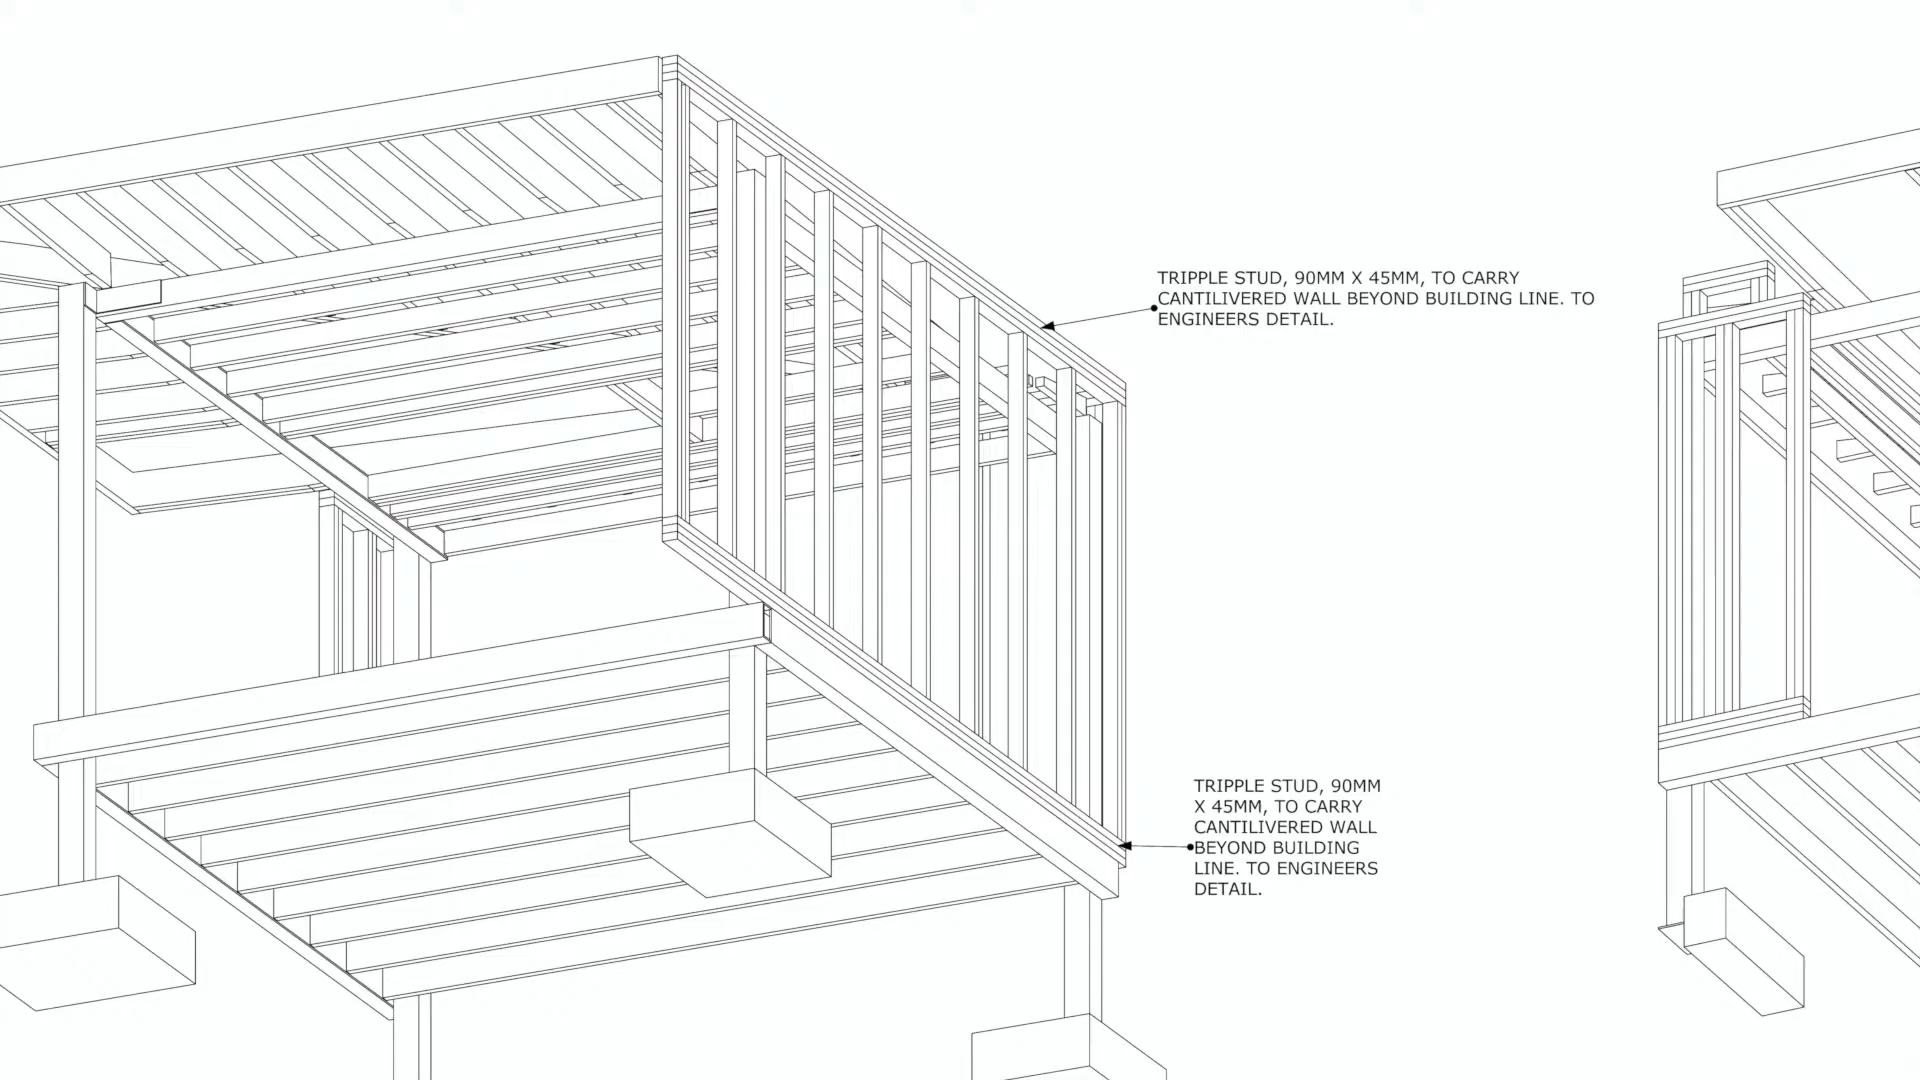 TRIPPLE STUD, 90MM X 45MM, TO CARRY
CANTILIVERED WALL BEYOND BUILDING LINE. TO
ENGINEERS DETAIL.
TRIPPLE STUD, 90MM
X 45MM, TO CARRY
CANTILIVERED WALL
BEYOND BUILDING
LINE. TO ENGINEERS
DETAIL.